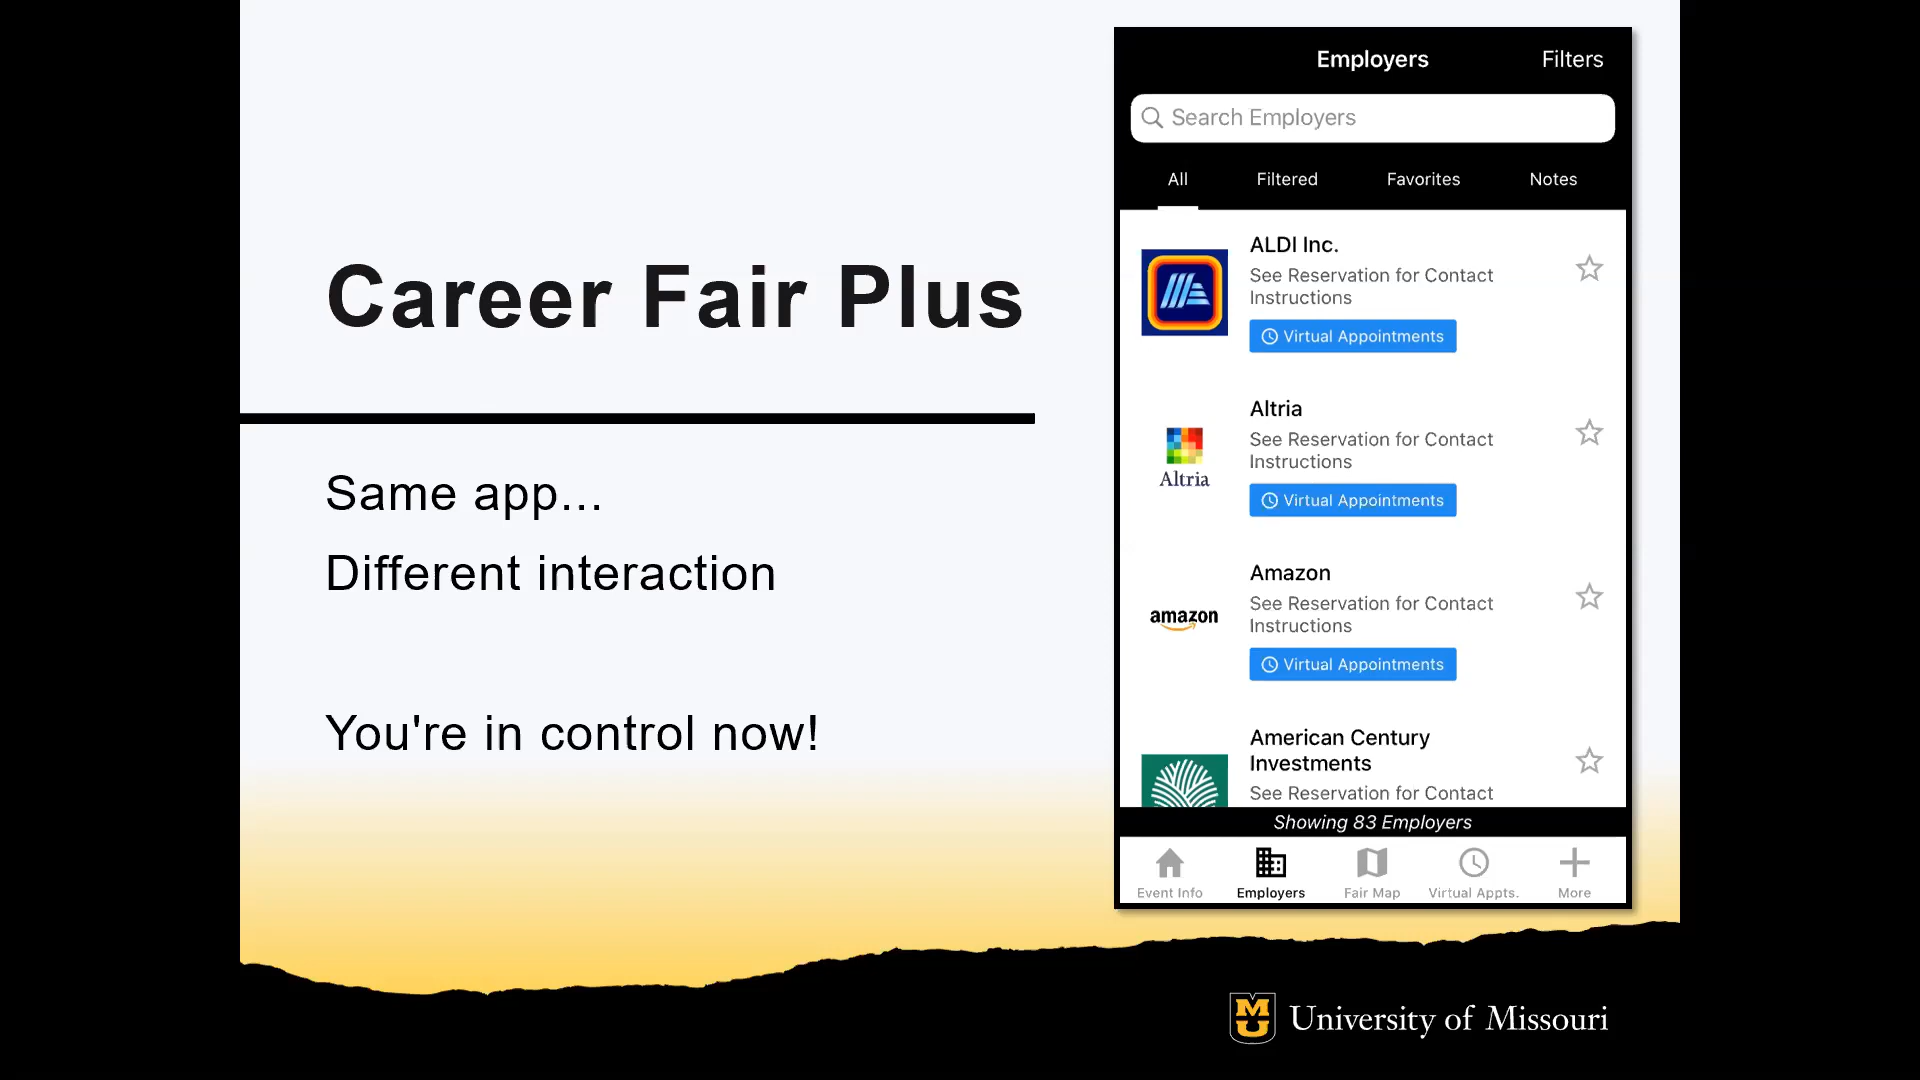 Career Fair Plus
Same app...
Different interaction
You're in control now!
Employers
Filters
Search Employers
All
Filtered
Favorites
Notes
ALDI Inc.
See Reservation for Contact
Instructions
Virtual Appointments
Altria
Altria
See Reservation for Contact
Instructions
Virtual Appointments
amazon
Amazon
See Reservation for Contact
Instructions
Virtual Appointments
American Century
Investments
See Reservation for Contact
Showing 83 Employers
Event Info
Employers
Fair Map
Virtual Appts.
More
MU
University of Missouri